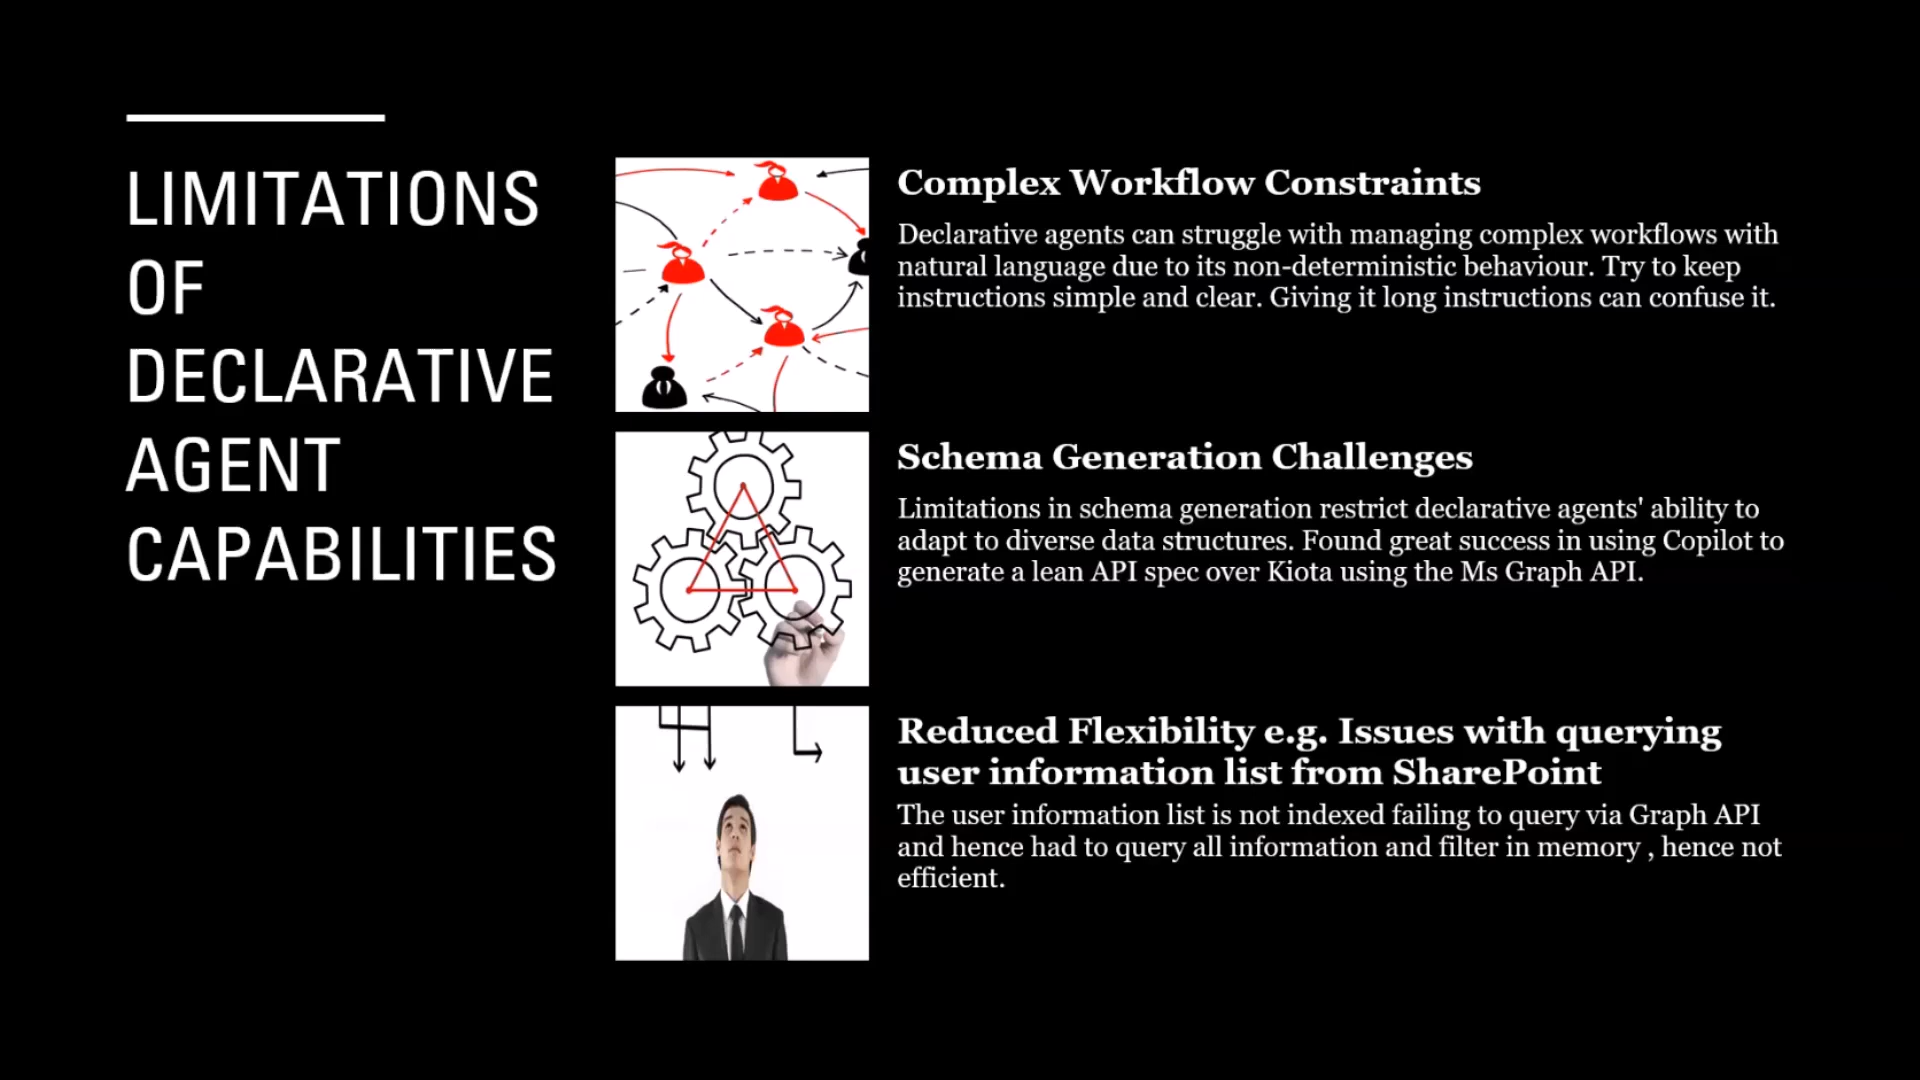 LIMITATIONS
OF
DECLARATIVE
AGENT
CAPABILITIES
Complex Workflow Constraints
Declarative agents can struggle with managing complex workflows with
natural language due to its non-deterministic behaviour. Try to keep
instructions simple and clear. Giving it long instructions can confuse it.
Schema Generation Challenges
Limitations in schema generation restrict declarative agents' ability to
adapt to diverse data structures. Found great success in using Copilot to
generate a lean API spec over Kiota using the Ms Graph API.
Reduced Flexibility e.g. Issues with querying
user information list from SharePoint
The user information list is not indexed failing to query via Graph API
and hence had to query all information and filter in memory , hence not
efficient.